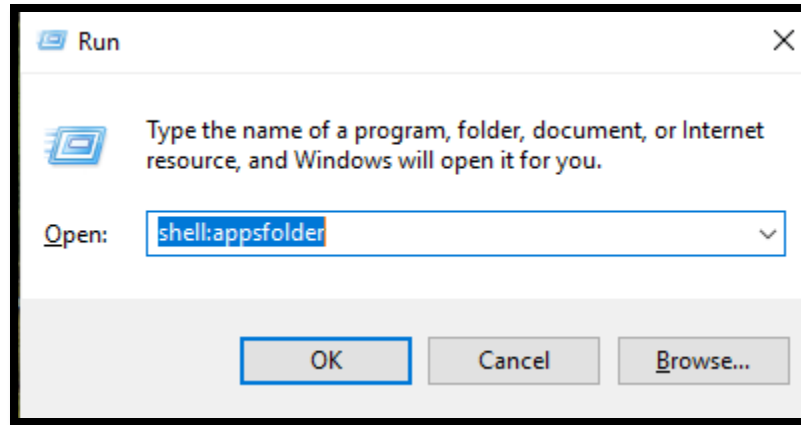 Run
Type the name of a program, folder, document, or Internet
resource, and Windows will open it for you.
Open: shell:appsfolder
OK Cancel Browse...